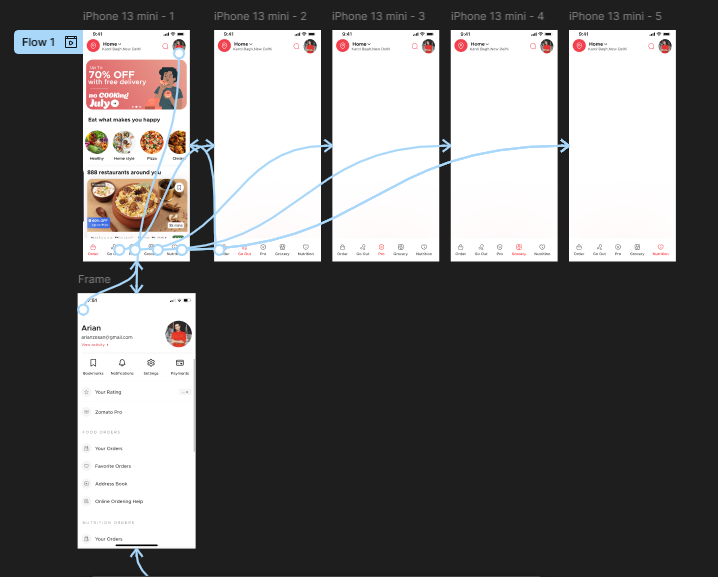 iPhone 13 mini - 1
iPhone 13 mini - 2
iPhone 13 mini - 3
iPhone 13 mini - 4
iPhone 13 mini - 5
Flow 1
9:41
Home
Karol Bagh,New Delhi
9:41
Home
Karol Bagh,New Delhi
9:41
Home
Karol Bagh,New Delhi
9:41
Home
Karol Bagh,New Delhi
9:41
Home
Karol Bagh,New Delhi
Up To
70% OFF
with free delivery
no COOKING
July
Eat what makes you happy
Healthy Home style Pizza
888 restaurants around you
60% OFF
Order Nutrition
Go Out Pro Grocery Nutrition
Order Go Out Pro Grocery Nutrition
Order Go Out Pro Grocery Nutrition
Order Go Out Pro Grocery Nutrition
Frame
Arian
arianzesan@gmail.com
View activity
Bookmarks Notifications Settings Payments
Your Rating
Zomato Pro
FOOD ORDERS
Your Orders
Favorite Orders
Address Book
Online Ordering Help
NUTRITION ORDERS
Your Orders